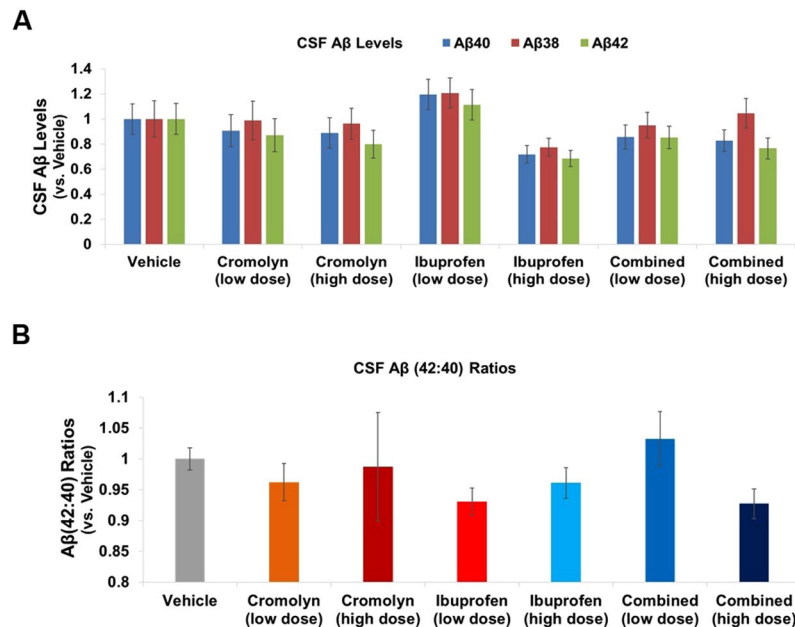 A
CSF Aβ Levels Aβ40 Aβ38 Aβ42
CSF Aβ Levels
(vs. Vehicle)
1.4
1.2
1
0.8
0.6
0.4
0.2
0
Vehicle Cromolyn Cromolyn Ibuprofen Ibuprofen Combined Combined
(low dose) (high dose) (low dose) (high dose) (low dose) (high dose)
B
CSF Aβ (42:40) Ratios
Aβ(42:40) Ratios
(vs. Vehicle)
1.1
1.05
1
0.95
0.9
0.85
0.8
Vehicle Cromolyn Cromolyn Ibuprofen Ibuprofen Combined Combined
(low dose) (high dose) (low dose) (high dose) (low dose) (high dose)